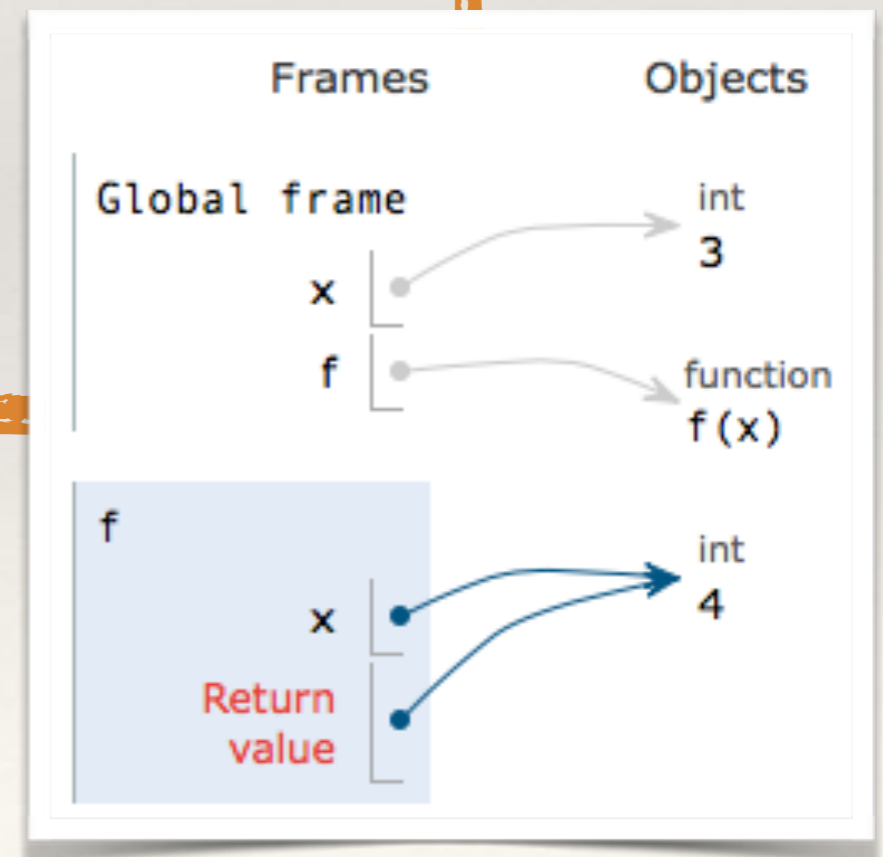 Frames Objects
Global frame
int
3
x
f
function
f(x)
f
int
4
x
Return
value